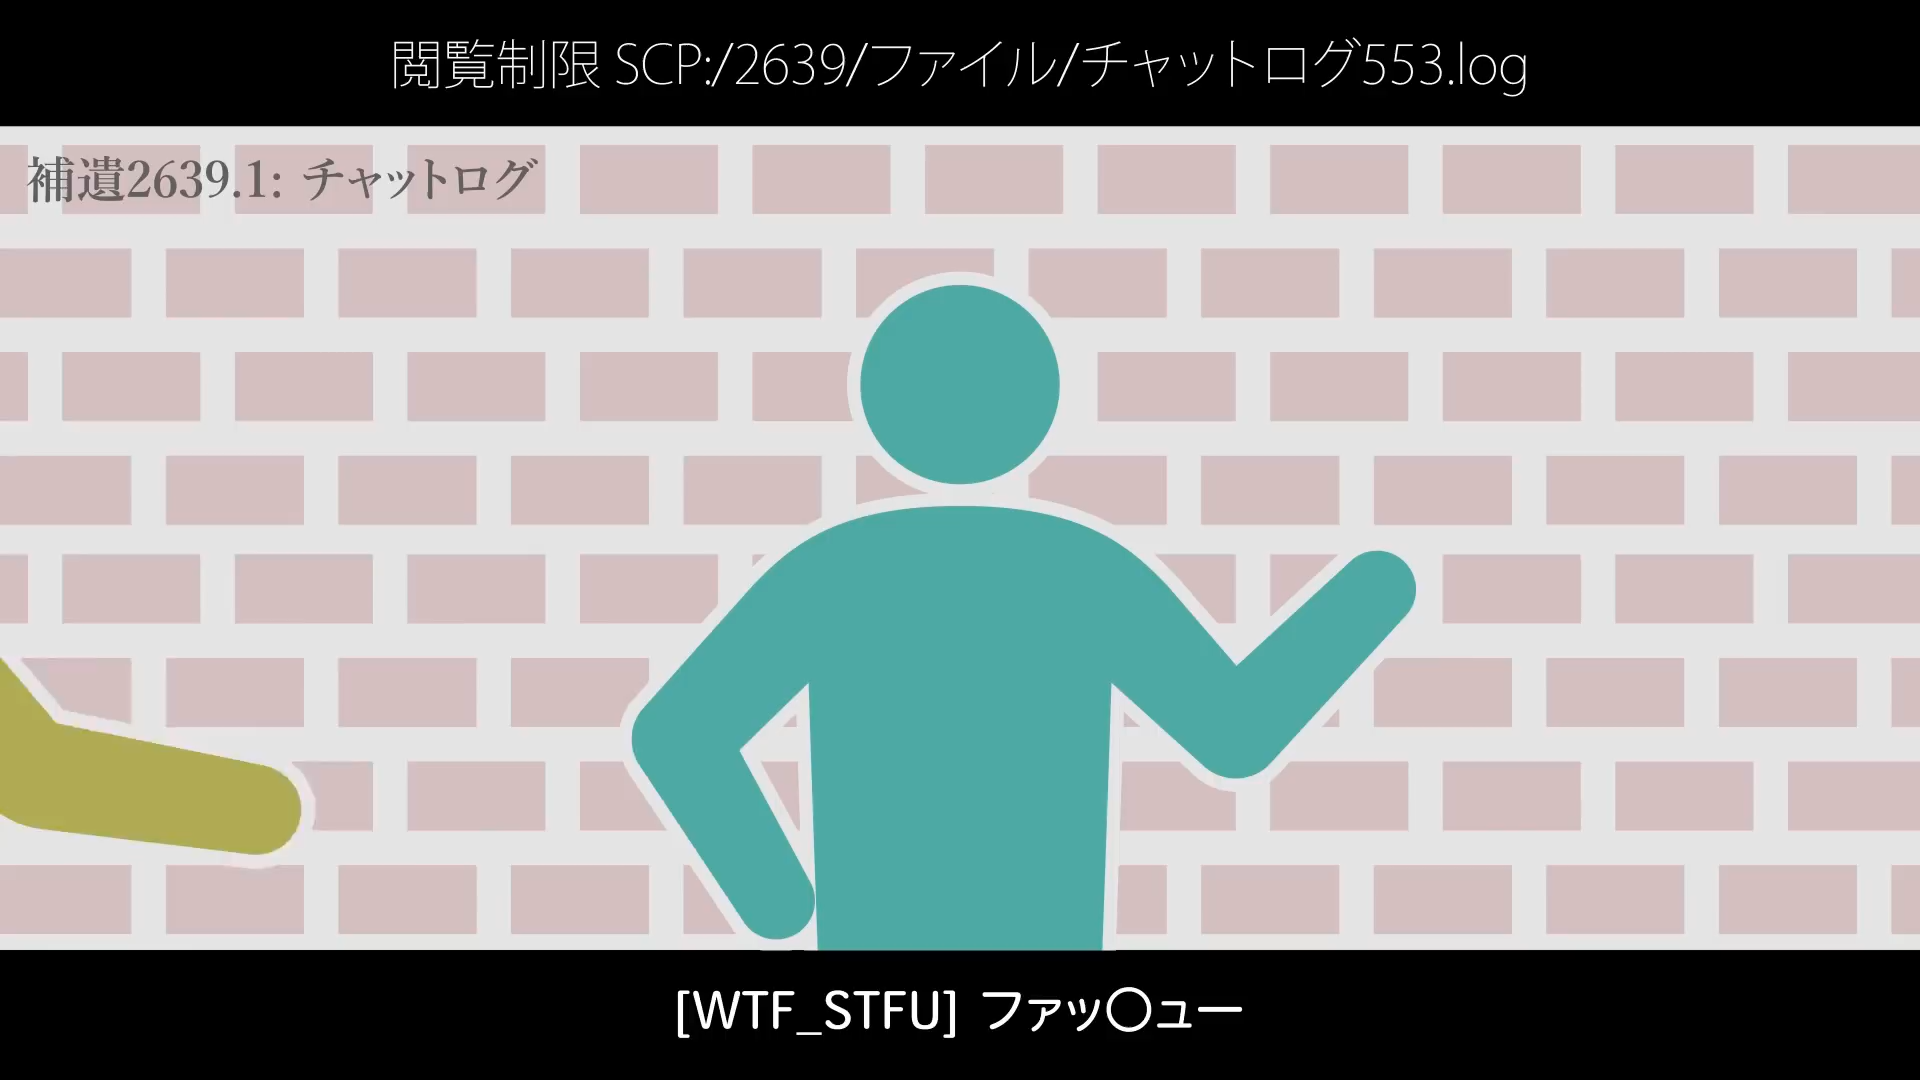 閲覧制限 SCP:/2639/ファイル/チャットログ553.log
補遺2639.1: チャットログ
[WTF_STFU] ファッ〇ュー